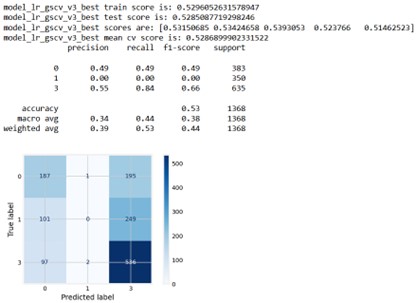 model_lr_gscv_v3_best train score is: 0.5296052631578947
model_lr_gscv_v3_best test score is: 0.5285087719298246
model_lr_gscv_v3_best scores are: [0.53150685 0.53424658 0.5393053 0.523766 0.51462523]
model_lr_gscv_v3_best mean cv score is: 0.5286899902331522
precision recall f1-score support
0 0.49 0.49 0.49 383
1 0.00 0.00 0.00 350
3 0.55 0.84 0.66 635
accuracy 0.53 1368
macro avg 0.34 0.44 0.38 1368
weighted avg 0.39 0.53 0.44 1368
500
400
300
200
100
0
True label
0 187 1 195
1 101 0 249
3 97 2 536
0 1 3
Predicted label